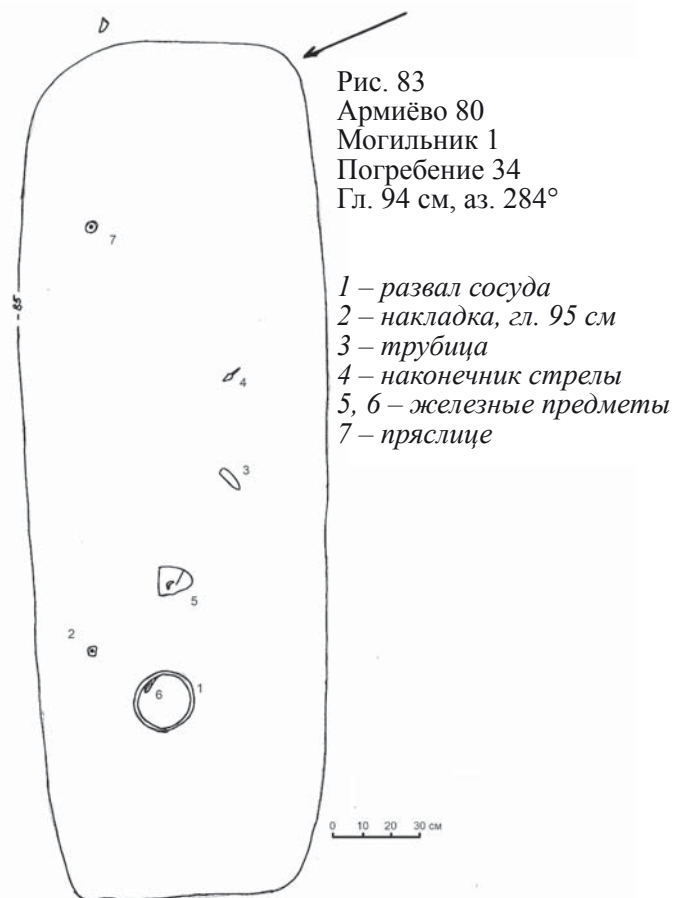 Рис. 83
Армиёво 80
Могильник 1
Погребение 34
Гл. 94 см, аз. 284°
1 – развал сосуда
2 – накладка, гл. 95 см
3 – трубица
4 – наконечник стрелы
5, 6 – железные предметы
7 – пряслице
7
-85
4
3
5
2
1
6
0 10 20 30 см